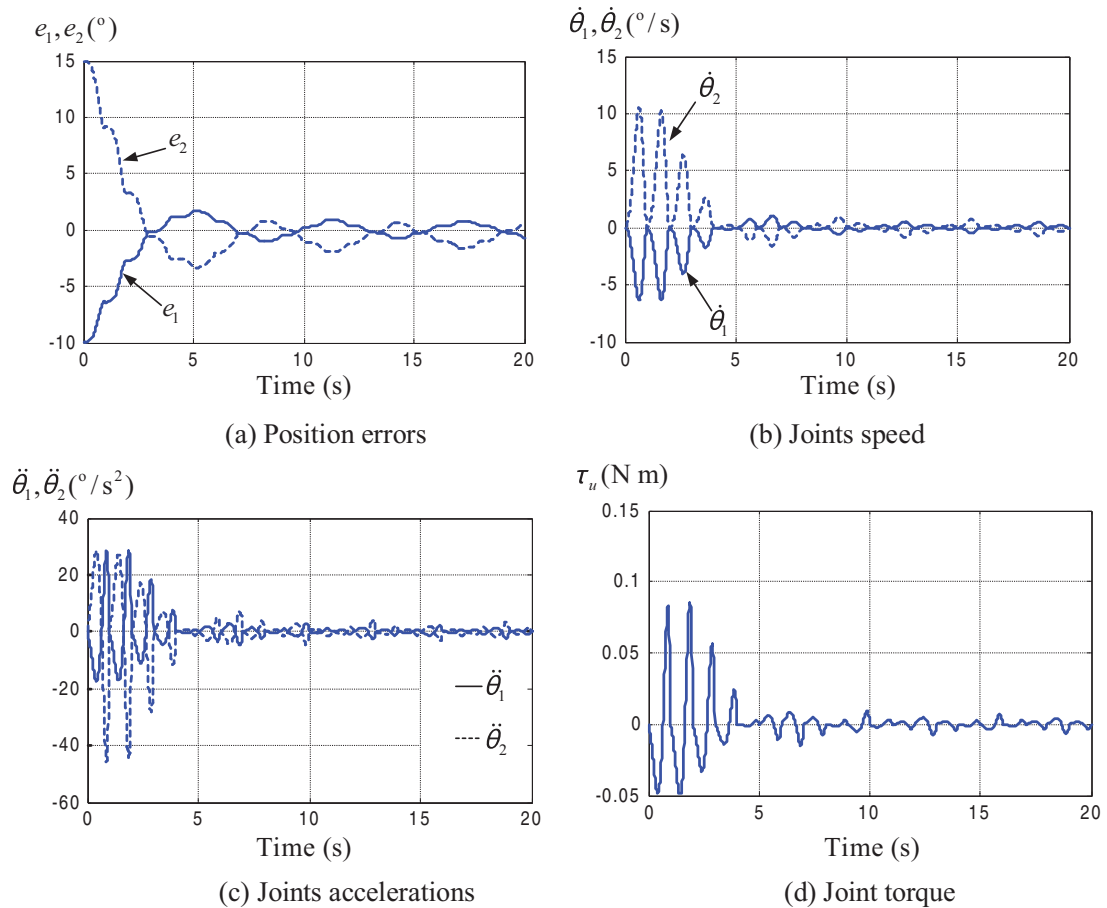 e₁,e₂(°)
15
10
5
0
-5
-10
e₂
e₁
0 5 10 15 20
Time (s)
(a) Position errors
θ̇₁,θ̇₂(°/s)
15
10
5
0
-5
-10
θ̇₂
θ̇₁
0 5 10 15 20
Time (s)
(b) Joints speed
θ̈₁,θ̈₂(°/s²)
40
20
0
-20
-40
-60
θ̈₁
θ̈₂
0 5 10 15 20
Time (s)
(c) Joints accelerations
τᵤ(N m)
0.15
0.1
0.05
0
-0.05
0 5 10 15 20
Time (s)
(d) Joint torque